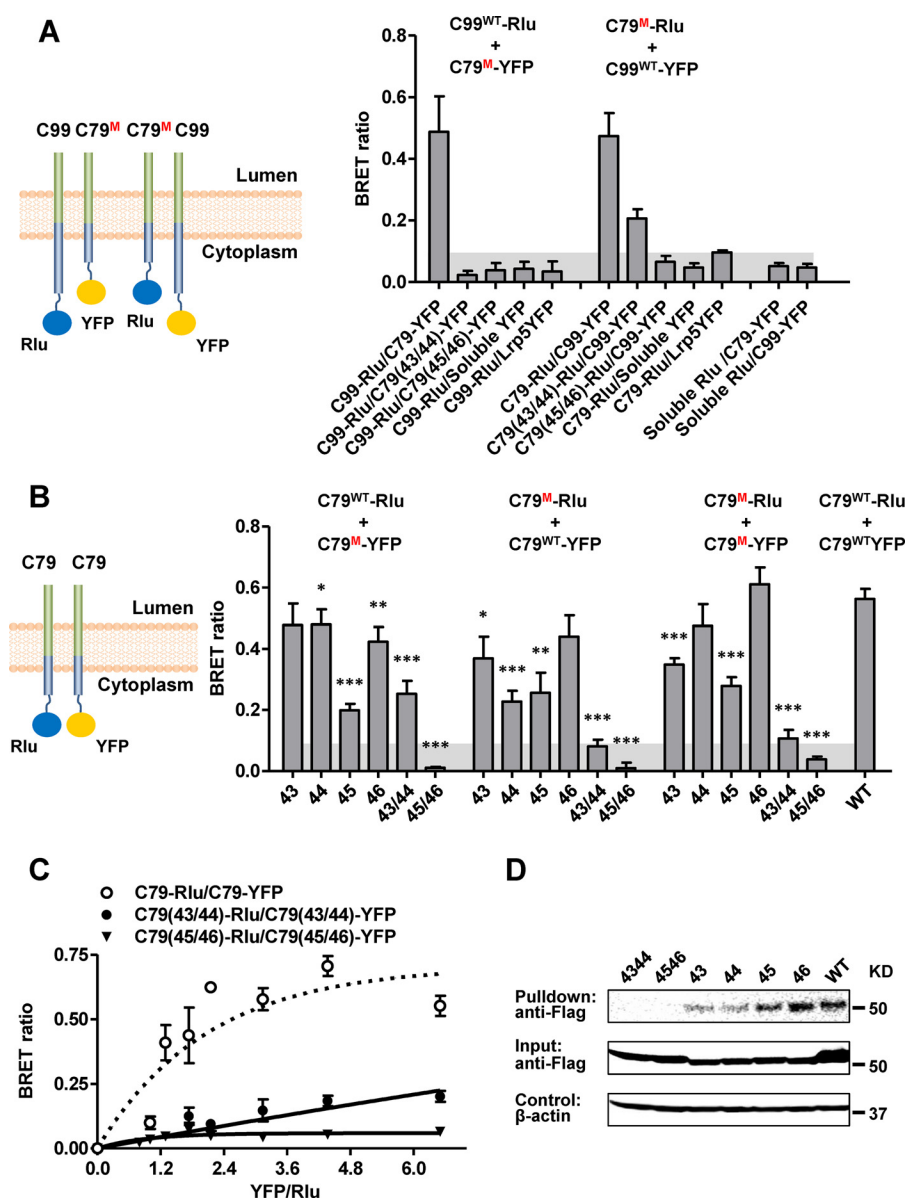 A
C99 C79M C79M C99
Lumen
Cytoplasm
Rlu
YFP
Rlu
YFP
C99WT-Rlu
+
C79M-YFP
C79M-Rlu
+
C99WT-YFP
BRET ratio
0.8
0.6
0.4
0.2
0.0
C99-Rlu/C79-YFP
C99-Rlu/C79(43/44)-YFP
C99-Rlu/C79(45/46)-YFP
C99-Rlu/Soluble YFP
C99-Rlu/Lrp5YFP
C79-Rlu/C99-YFP
C79(43/44)-Rlu/C99-YFP
C79(45/46)-Rlu/C99-YFP
C79-Rlu/Soluble YFP
C79-Rlu/Lrp5YFP
Soluble Rlu /C79-YFP
Soluble Rlu/C99-YFP
B
C79 C79
Lumen
Cytoplasm
Rlu
YFP
C79WT-Rlu
+
C79M-YFP
C79M-Rlu
+
C79WT-YFP
C79M-Rlu
+
C79M-YFP
C79WT-Rlu
+
C79WTYFP
BRET ratio
0.8
0.6
0.4
0.2
0.0
* *** ** *** ***
* *** ** *** ***
*** *** *** ***
43 44 45 46 43/44 45/46
43 44 45 46 43/44 45/46
43 44 45 46 43/44 45/46 WT
C
C79-Rlu/C79-YFP
C79(43/44)-Rlu/C79(43/44)-YFP
C79(45/46)-Rlu/C79(45/46)-YFP
BRET ratio
0.75
0.50
0.25
0.00
0.0 1.2 2.4 3.6 4.8 6.0
YFP/Rlu
D
4344 4546 43 44 45 46 WT KD
Pulldown:
anti-Flag
50
Input:
anti-Flag
50
Control:
β-actin
37